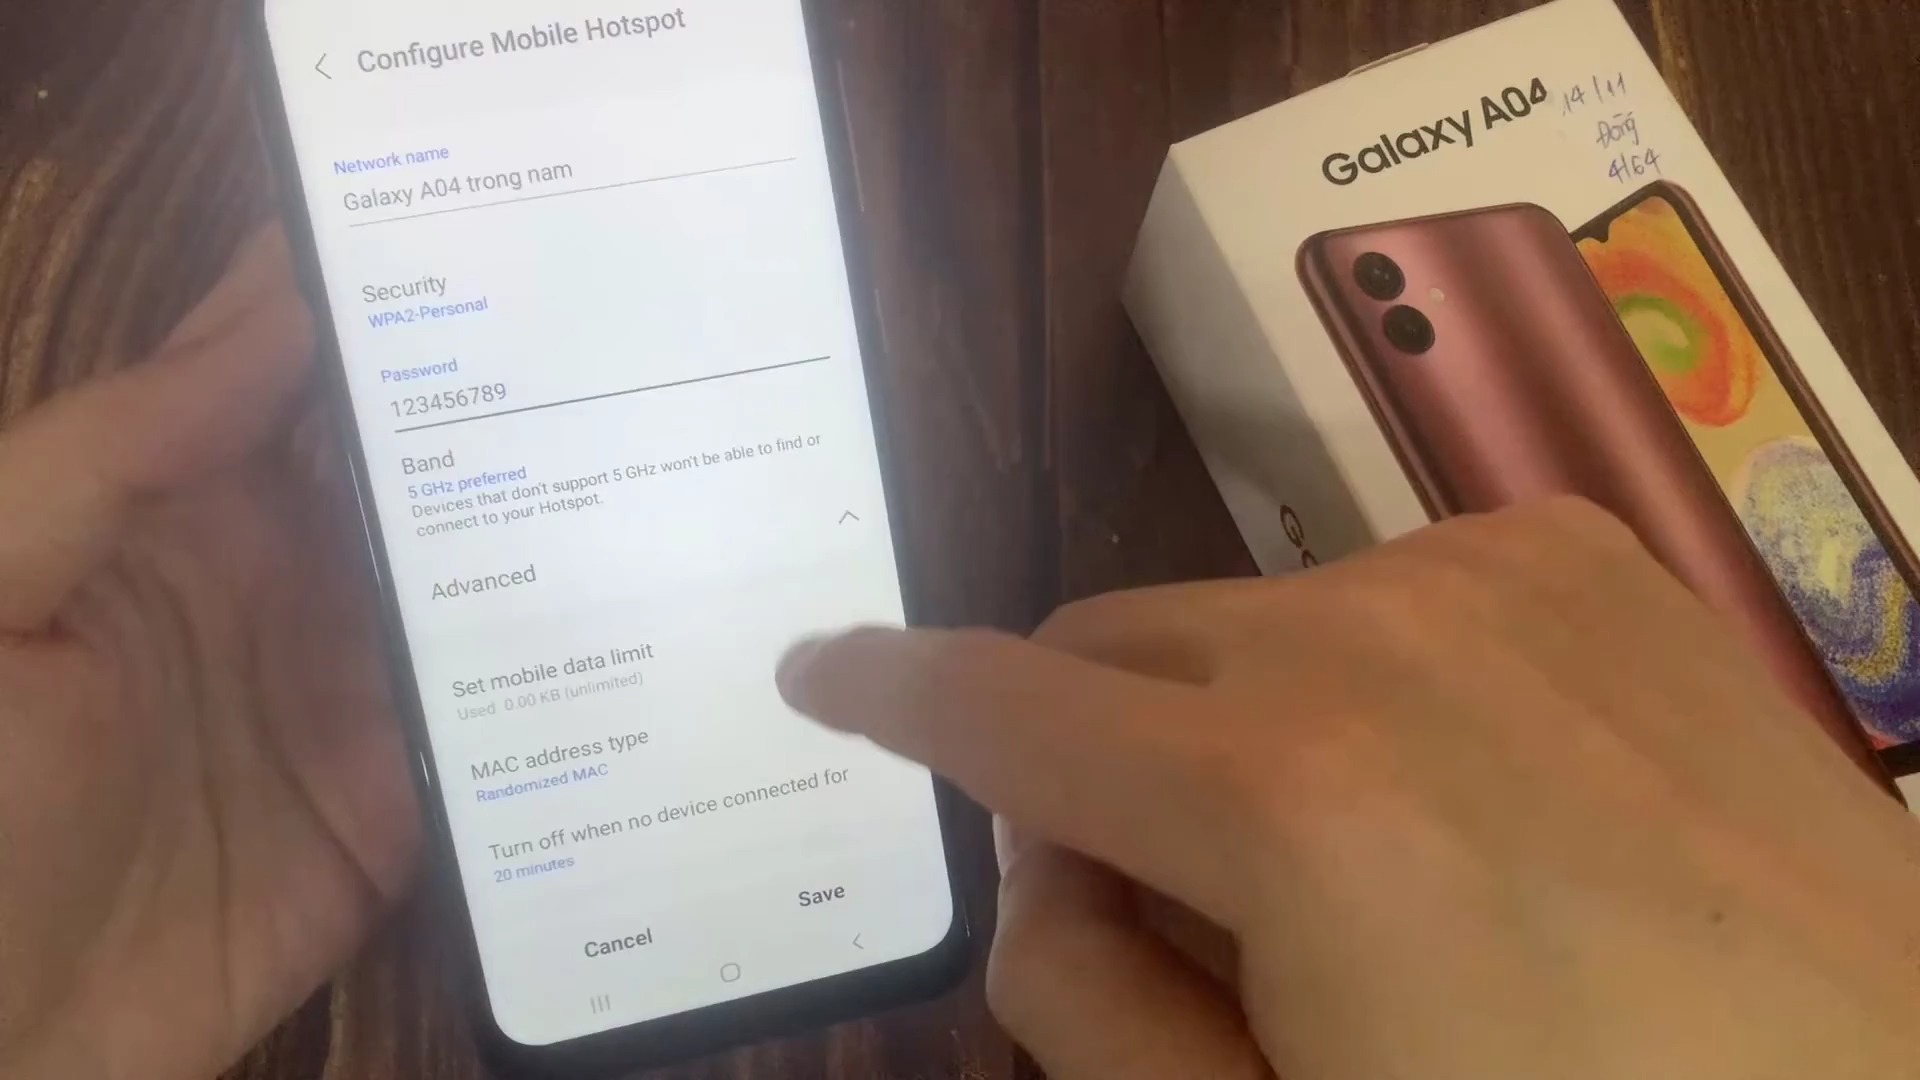 Configure Mobile Hotspot
Network name
Galaxy A04 trong nam
Security
WPA2-Personal
Password
123456789
Band
5 GHz preferred
Devices that don't support 5 GHz won't be able to find or
connect to your Hotspot.
Advanced
Set mobile data limit
Used 0.00 KB (unlimited)
MAC address type
Randomized MAC
Turn off when no device connected for
20 minutes
Cancel
Save
Galaxy A04
14/11
4/64